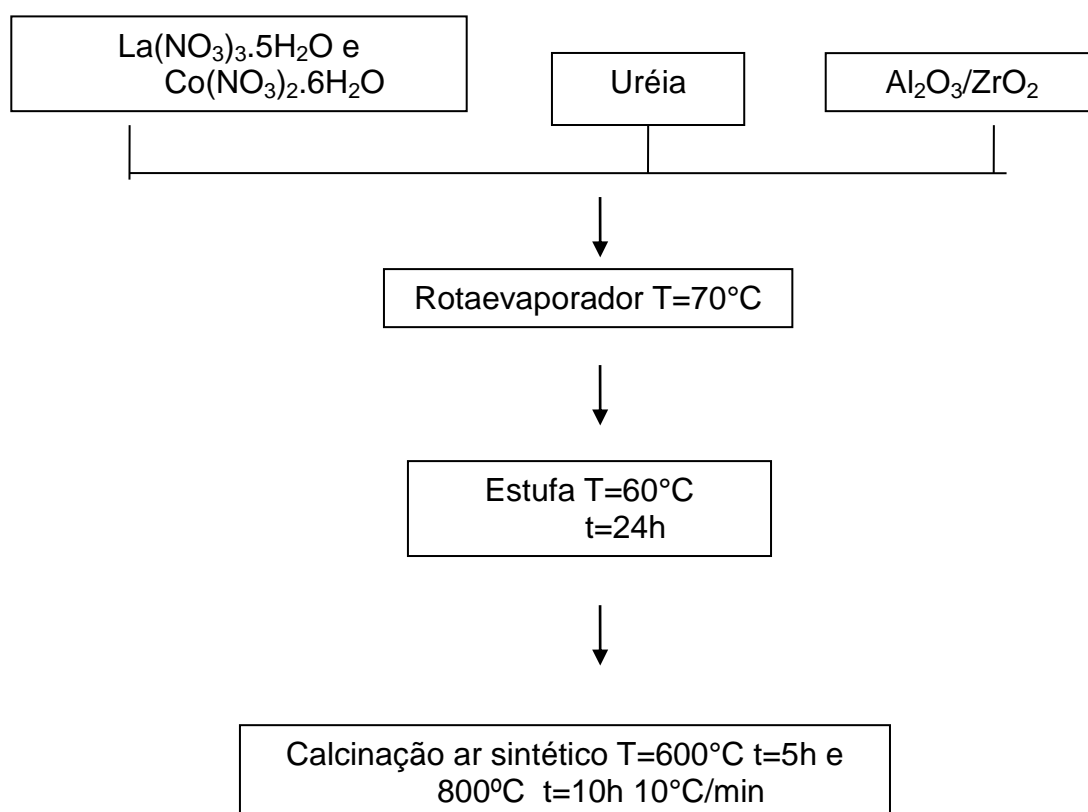 La(NO₃)₃.5H₂O e
Co(NO₃)₂.6H₂O
Uréia
Al₂O₃/ZrO₂
Rotaevaporador T=70°C
Estufa T=60°C
t=24h
Calcinação ar sintético T=600°C t=5h e
800ºC t=10h 10°C/min